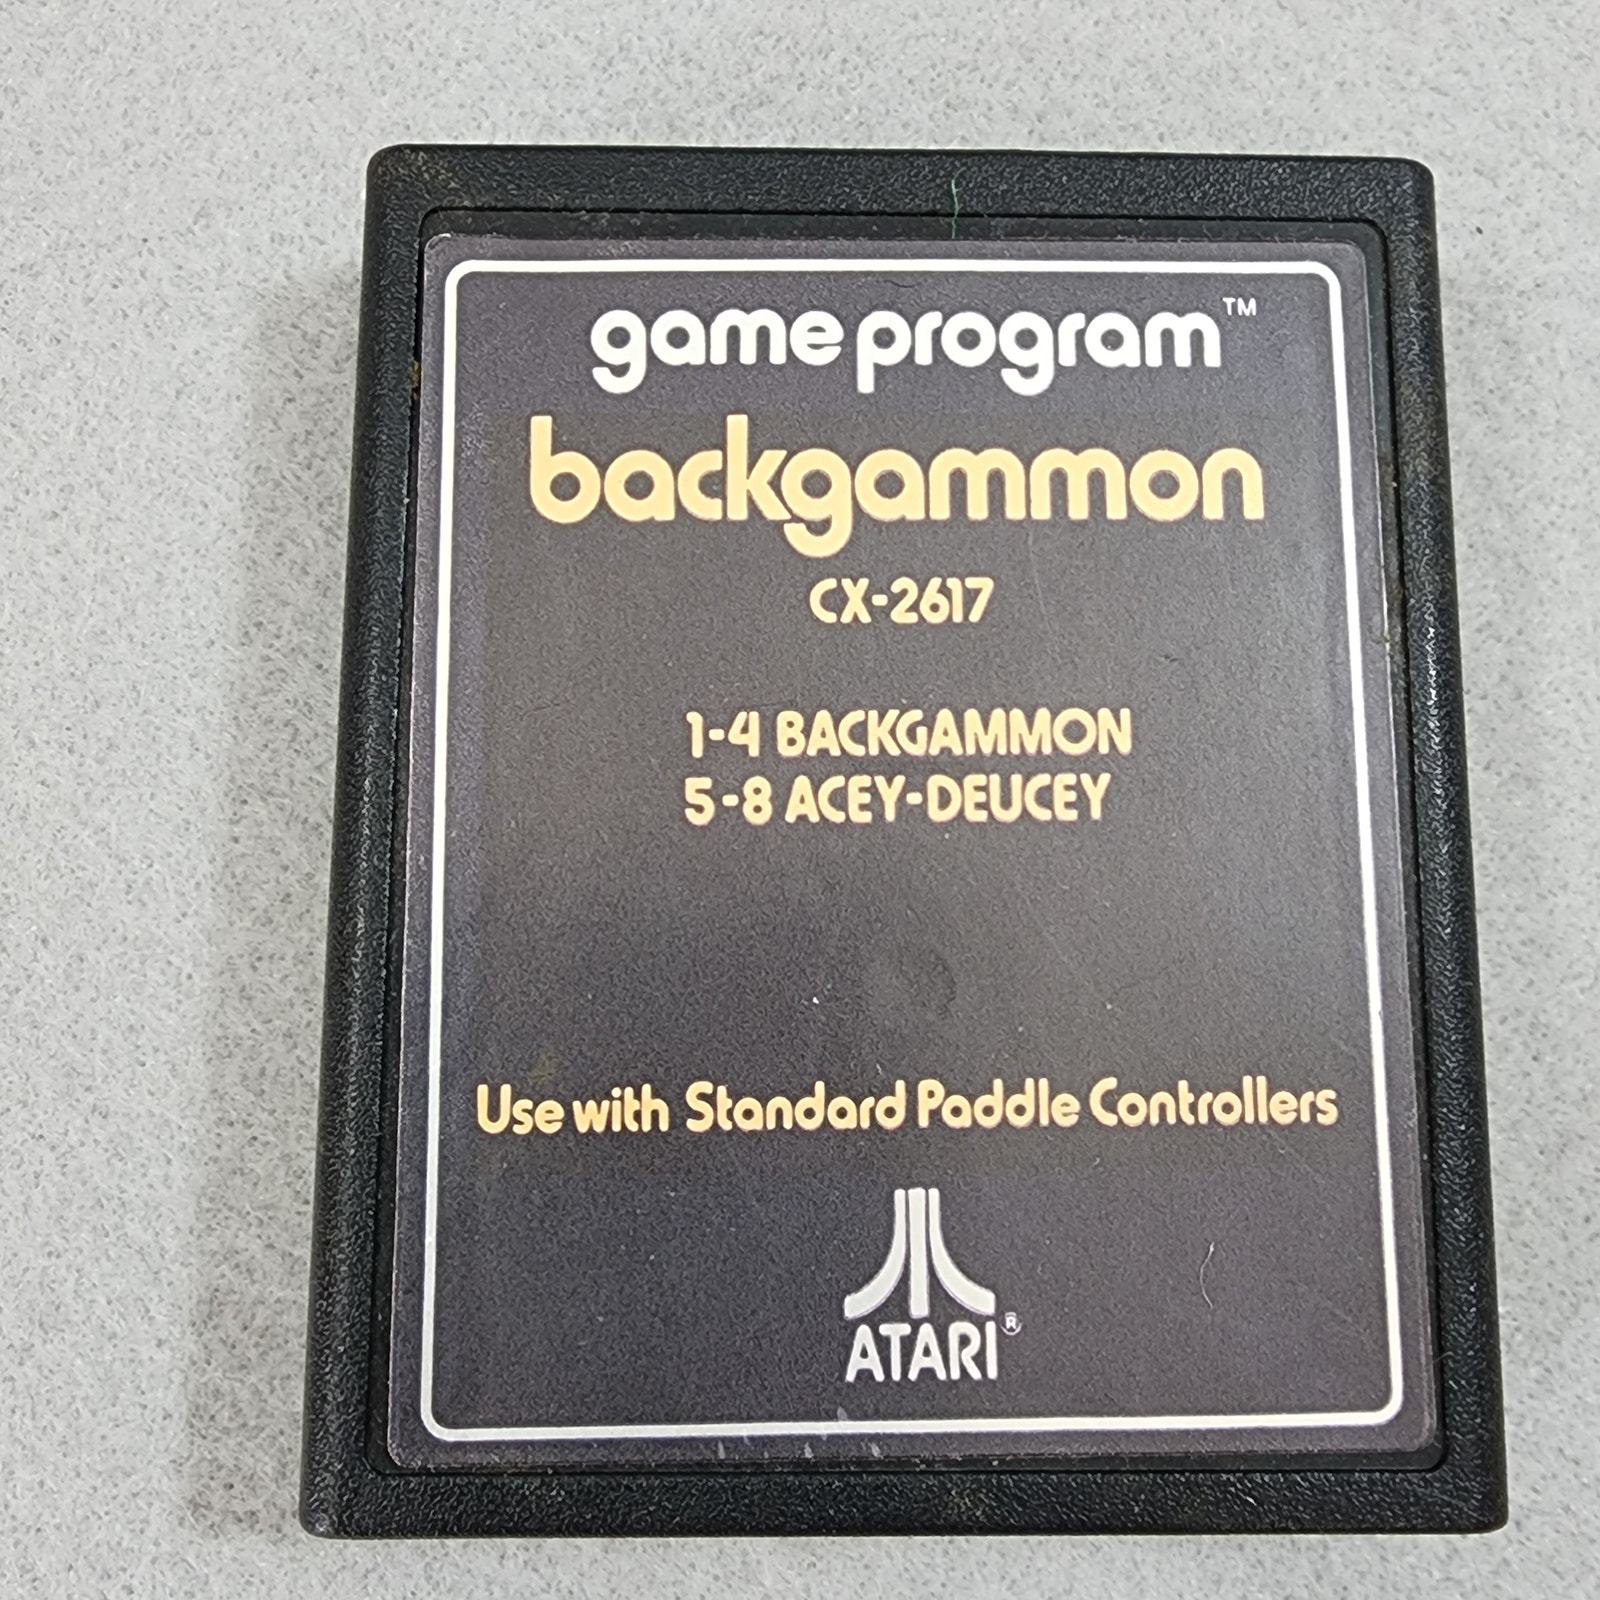 game program™
backgammon
CX-2617
1-4 BACKGAMMON
5-8 ACEY-DEUCEY
Use with Standard Paddle Controllers
ATARI®